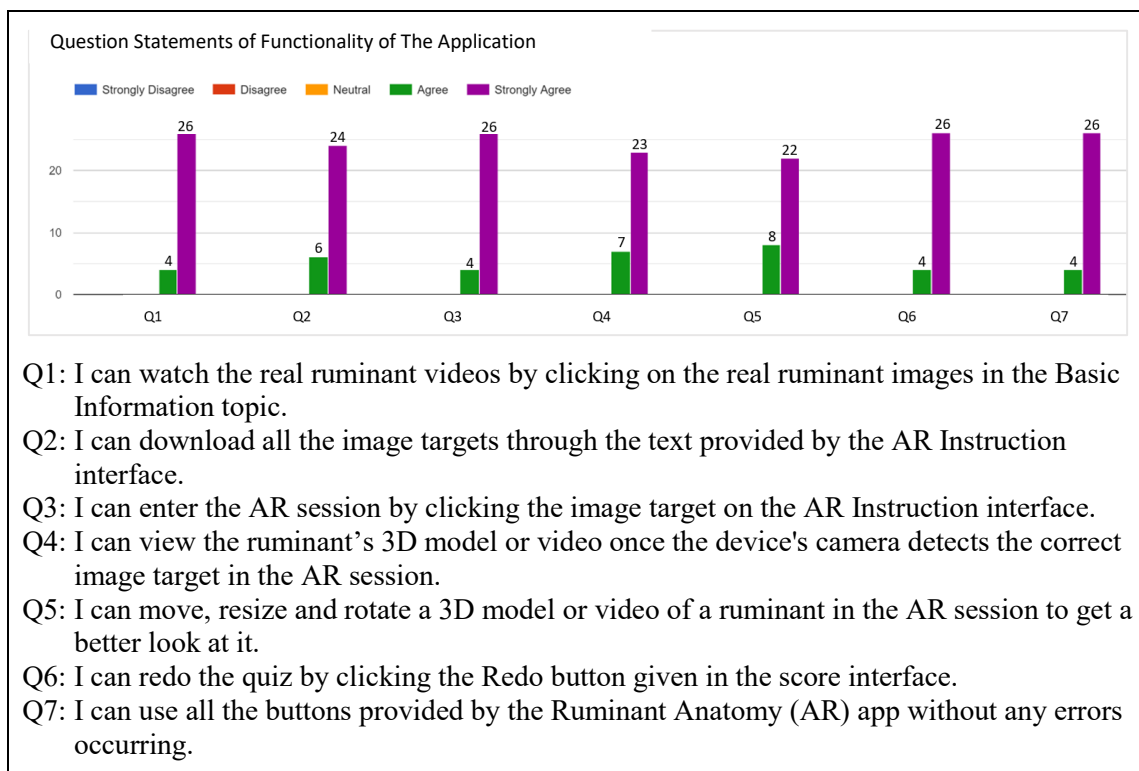 Question Statements of Functionality of The Application
Strongly Disagree Disagree Neutral Agree Strongly Agree
26 24 26 23 22 26 26
20
10
4 6 4 7 8 4 4
0
Q1 Q2 Q3 Q4 Q5 Q6 Q7
Q1: I can watch the real ruminant videos by clicking on the real ruminant images in the Basic
Information topic.
Q2: I can download all the image targets through the text provided by the AR Instruction
interface.
Q3: I can enter the AR session by clicking the image target on the AR Instruction interface.
Q4: I can view the ruminant’s 3D model or video once the device's camera detects the correct
image target in the AR session.
Q5: I can move, resize and rotate a 3D model or video of a ruminant in the AR session to get a
better look at it.
Q6: I can redo the quiz by clicking the Redo button given in the score interface.
Q7: I can use all the buttons provided by the Ruminant Anatomy (AR) app without any errors
occurring.